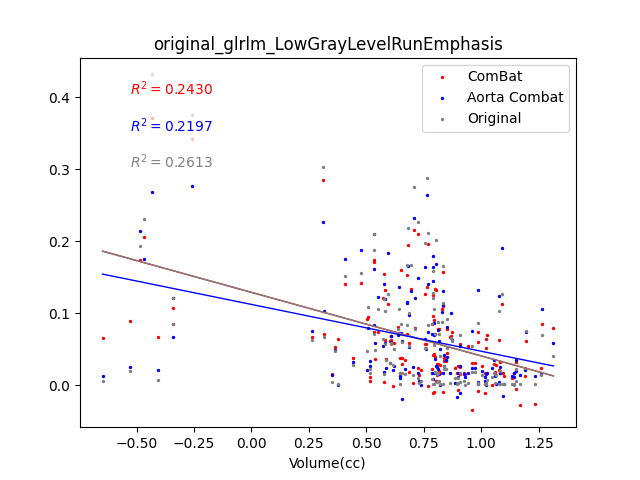 original_glrlm_LowGrayLevelRunEmphasis
ComBat
Aorta Combat
Original
R² = 0.2430
R² = 0.2197
R² = 0.2613
0.4
0.3
0.2
0.1
0.0
−0.50 −0.25 0.00 0.25 0.50 0.75 1.00 1.25
Volume(cc)